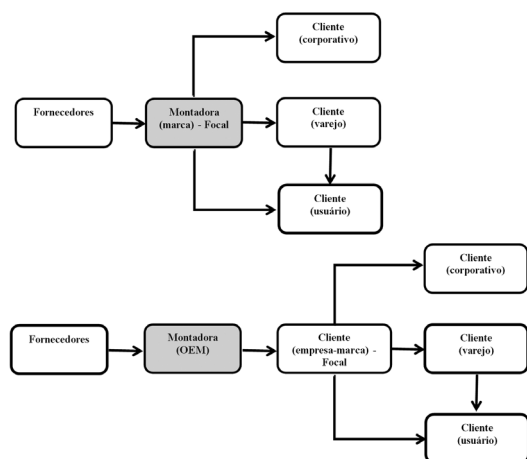 Cliente
(corporativo)
Fornecedores
Montadora
(marca) - Focal
Cliente
(varejo)
Cliente
(usuário)
Cliente
(corporativo)
Fornecedores
Montadora
(OEM)
Cliente
(empresa-marca) -
Focal
Cliente
(varejo)
Cliente
(usuário)